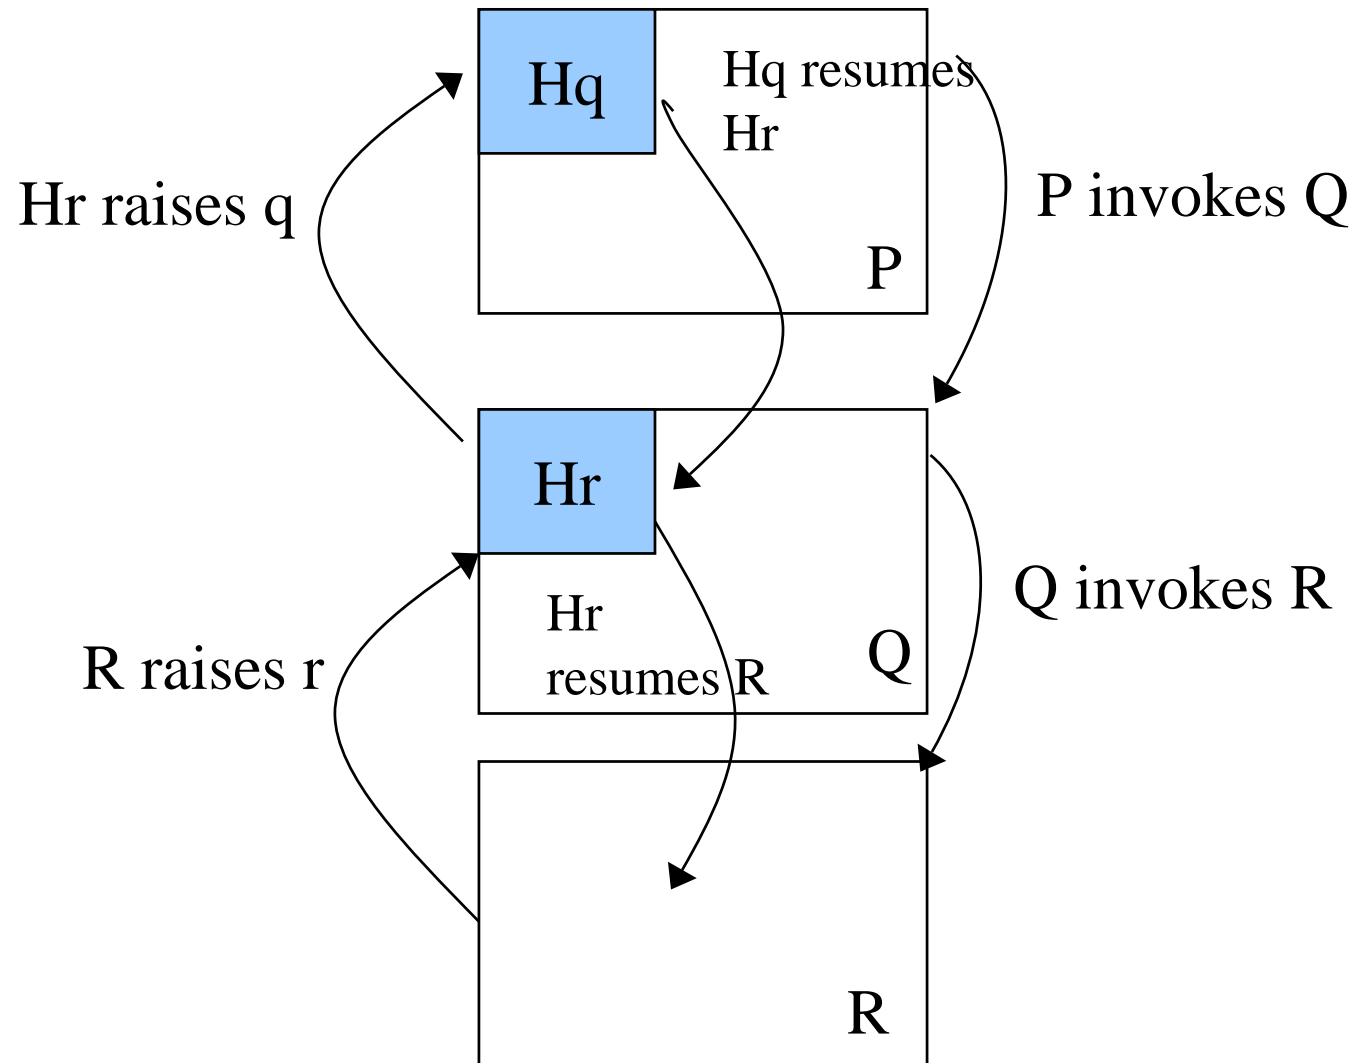 Hq
Hq resumes
Hr
Hr raises q
P invokes Q
P
Hr
Q invokes R
Hr
resumes R
Q
R raises r
R